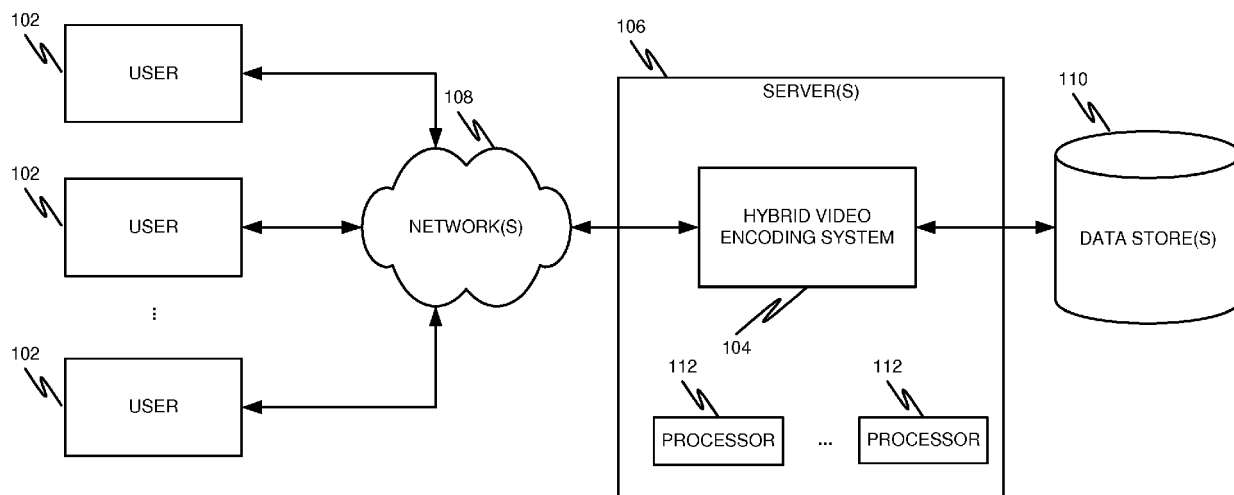 102
USER
102
USER
...
102
USER
108
NETWORK(S)
106
SERVER(S)
HYBRID VIDEO
ENCODING SYSTEM
104
112
PROCESSOR
...
112
PROCESSOR
110
DATA STORE(S)